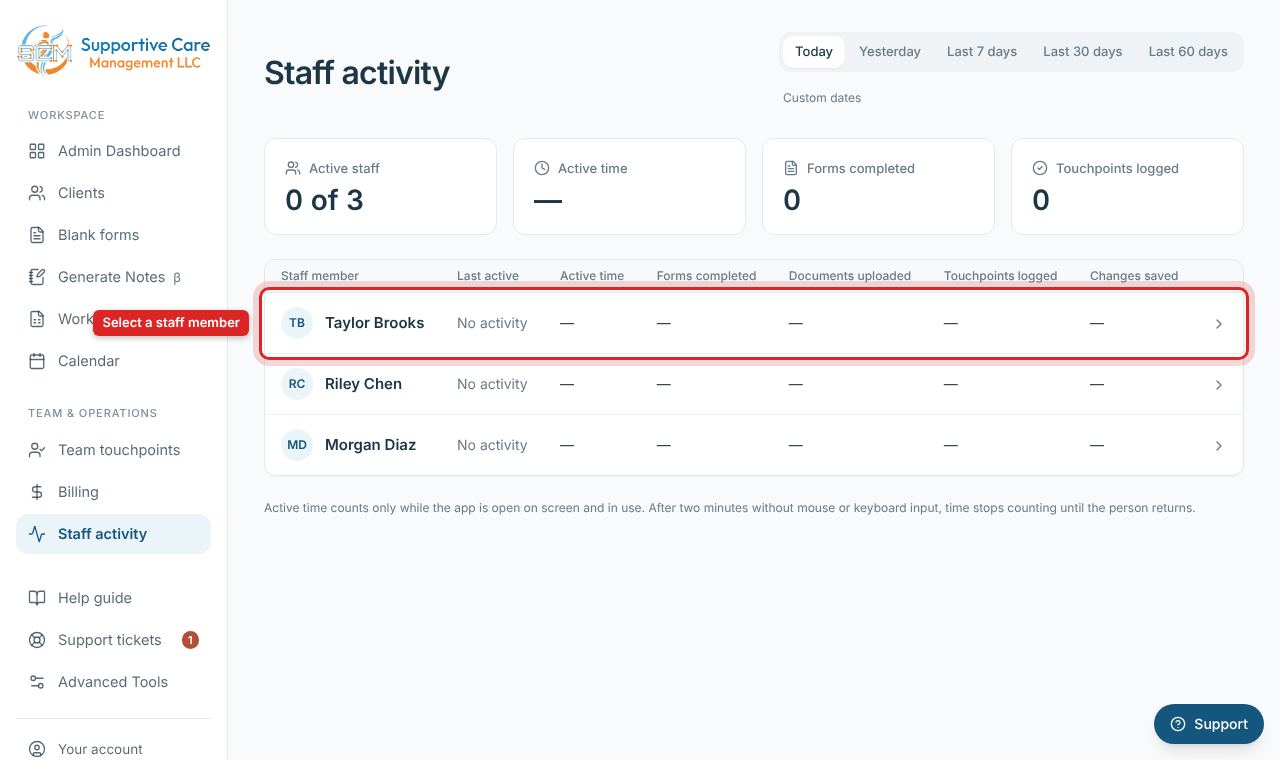 SCM
Supportive Care
Management LLC
WORKSPACE
Admin Dashboard
Clients
Blank forms
Generate Notes β
Work
Select a staff member
Calendar
TEAM & OPERATIONS
Team touchpoints
Billing
Staff activity
Help guide
Support tickets 1
Advanced Tools
Your account
Staff activity
Today Yesterday Last 7 days Last 30 days Last 60 days
Custom dates
Active staff
0 of 3
Active time
—
Forms completed
0
Touchpoints logged
0
Staff member Last active Active time Forms completed Documents uploaded Touchpoints logged Changes saved
TB Taylor Brooks No activity — — — — —
RC Riley Chen No activity — — — — —
MD Morgan Diaz No activity — — — — —
Active time counts only while the app is open on screen and in use. After two minutes without mouse or keyboard input, time stops counting until the person returns.
Support